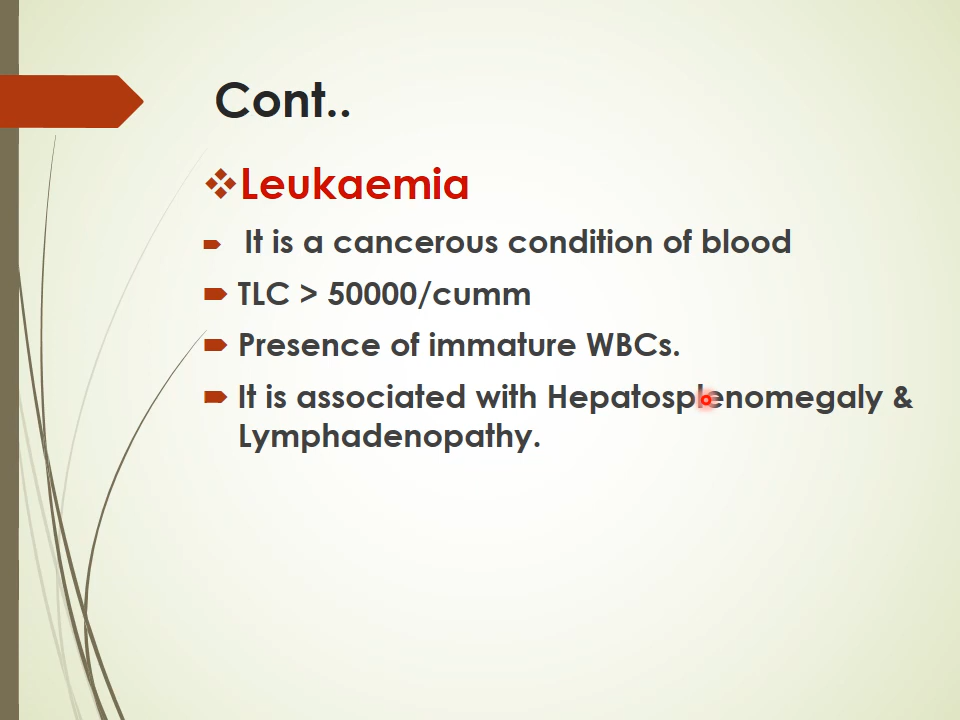 Cont..
Leukaemia
It is a cancerous condition of blood
TLC > 50000/cumm
Presence of immature WBCs.
It is associated with Hepatosplenomegaly &
Lymphadenopathy.